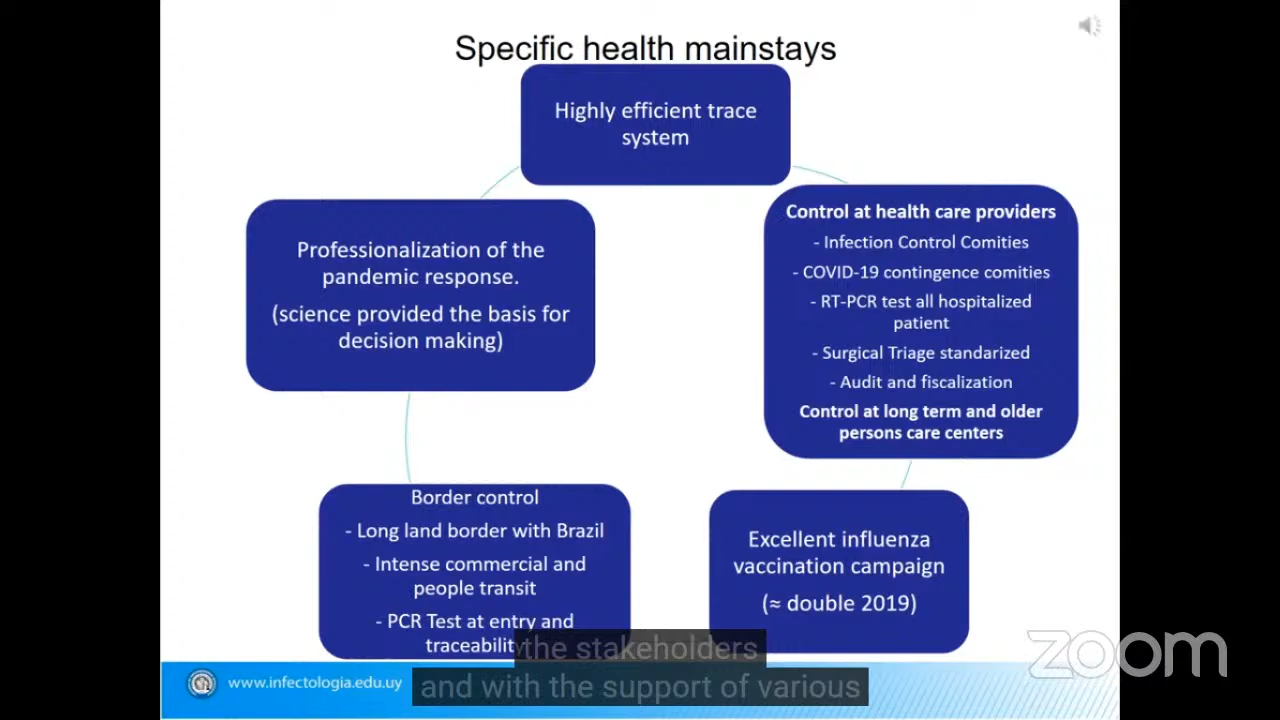 Specific health mainstays
Highly efficient trace
system
Professionalization of the
pandemic response.
(science provided the basis for
decision making)
Control at health care providers
- Infection Control Comities
- COVID-19 contingence comities
- RT-PCR test all hospitalized
patient
- Surgical Triage standarized
- Audit and fiscalization
Control at long term and older
persons care centers
Border control
- Long land border with Brazil
- Intense commercial and
people transit
- PCR Test at entry and
traceability
Excellent influenza
vaccination campaign
(≈ double 2019)
the stakeholders
and with the support of various
www.infectologia.edu.uy
zoom